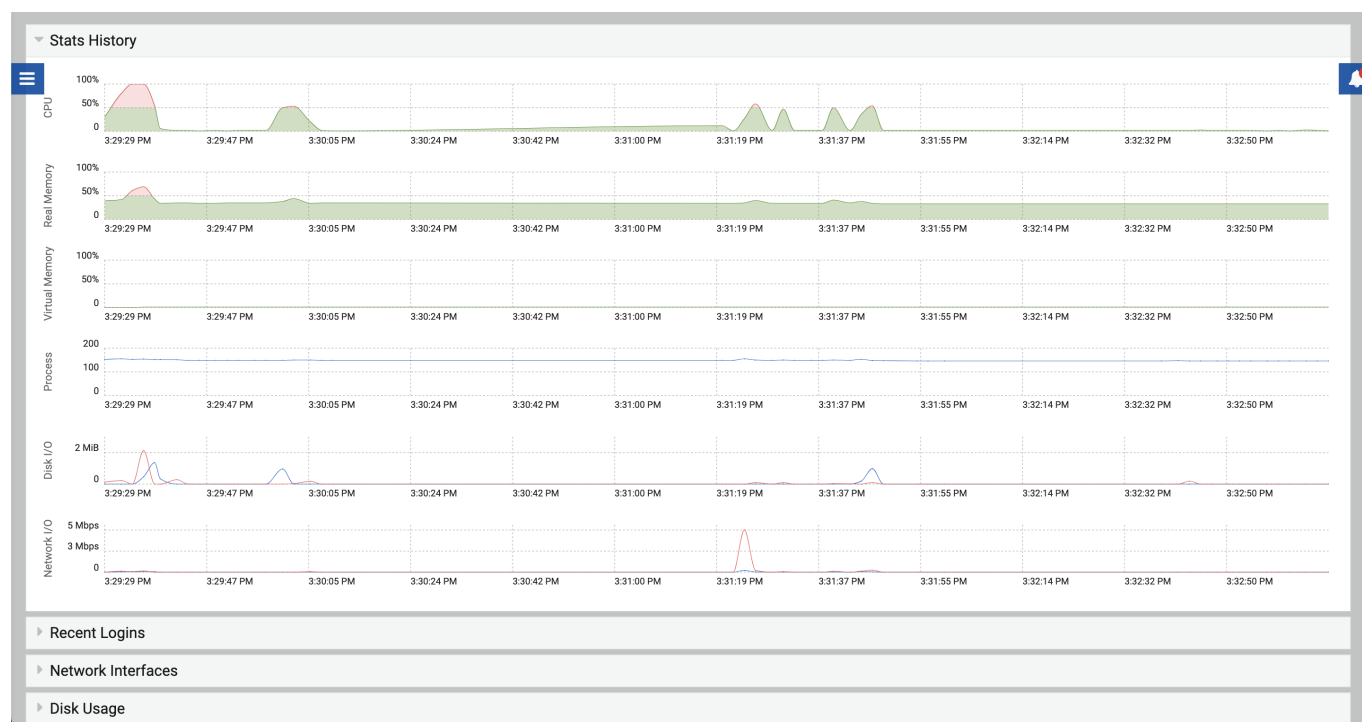 Stats History
CPU
100%
50%
0
3:29:29 PM 3:29:47 PM 3:30:05 PM 3:30:24 PM 3:30:42 PM 3:31:00 PM 3:31:19 PM 3:31:37 PM 3:31:55 PM 3:32:14 PM 3:32:32 PM 3:32:50 PM
Real Memory
100%
50%
0
3:29:29 PM 3:29:47 PM 3:30:05 PM 3:30:24 PM 3:30:42 PM 3:31:00 PM 3:31:19 PM 3:31:37 PM 3:31:55 PM 3:32:14 PM 3:32:32 PM 3:32:50 PM
Virtual Memory
100%
50%
0
3:29:29 PM 3:29:47 PM 3:30:05 PM 3:30:24 PM 3:30:42 PM 3:31:00 PM 3:31:19 PM 3:31:37 PM 3:31:55 PM 3:32:14 PM 3:32:32 PM 3:32:50 PM
Process
200
100
0
3:29:29 PM 3:29:47 PM 3:30:05 PM 3:30:24 PM 3:30:42 PM 3:31:00 PM 3:31:19 PM 3:31:37 PM 3:31:55 PM 3:32:14 PM 3:32:32 PM 3:32:50 PM
Disk I/O
2 MiB
0
3:29:29 PM 3:29:47 PM 3:30:05 PM 3:30:24 PM 3:30:42 PM 3:31:00 PM 3:31:19 PM 3:31:37 PM 3:31:55 PM 3:32:14 PM 3:32:32 PM 3:32:50 PM
Network I/O
5 Mbps
3 Mbps
0
3:29:29 PM 3:29:47 PM 3:30:05 PM 3:30:24 PM 3:30:42 PM 3:31:00 PM 3:31:19 PM 3:31:37 PM 3:31:55 PM 3:32:14 PM 3:32:32 PM 3:32:50 PM
Recent Logins
Network Interfaces
Disk Usage